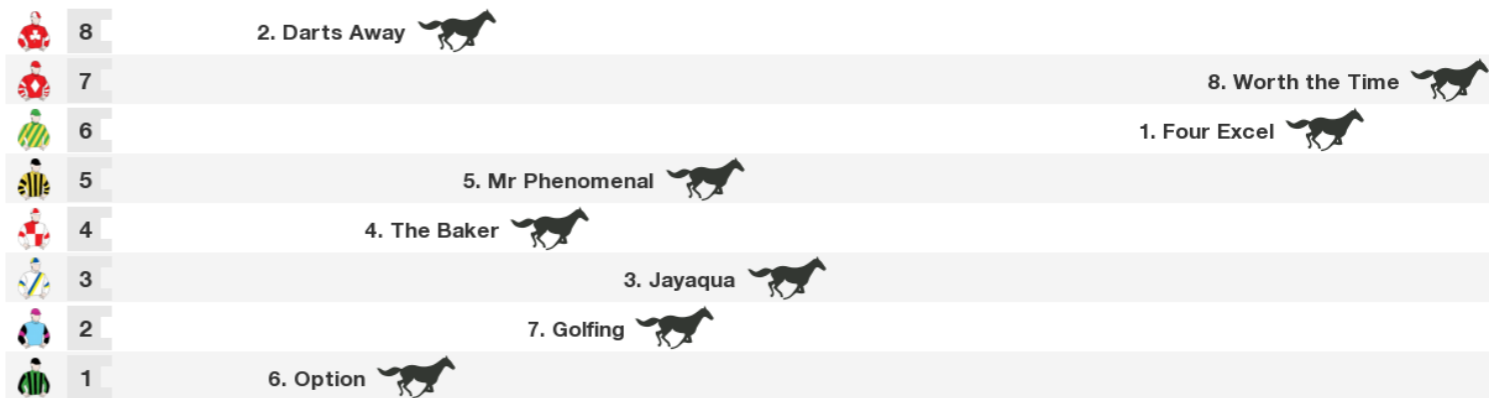 8 2. Darts Away
7 8. Worth the Time
6 1. Four Excel
5 5. Mr Phenomenal
4 4. The Baker
3 3. Jayaqua
2 7. Golfing
1 6. Option